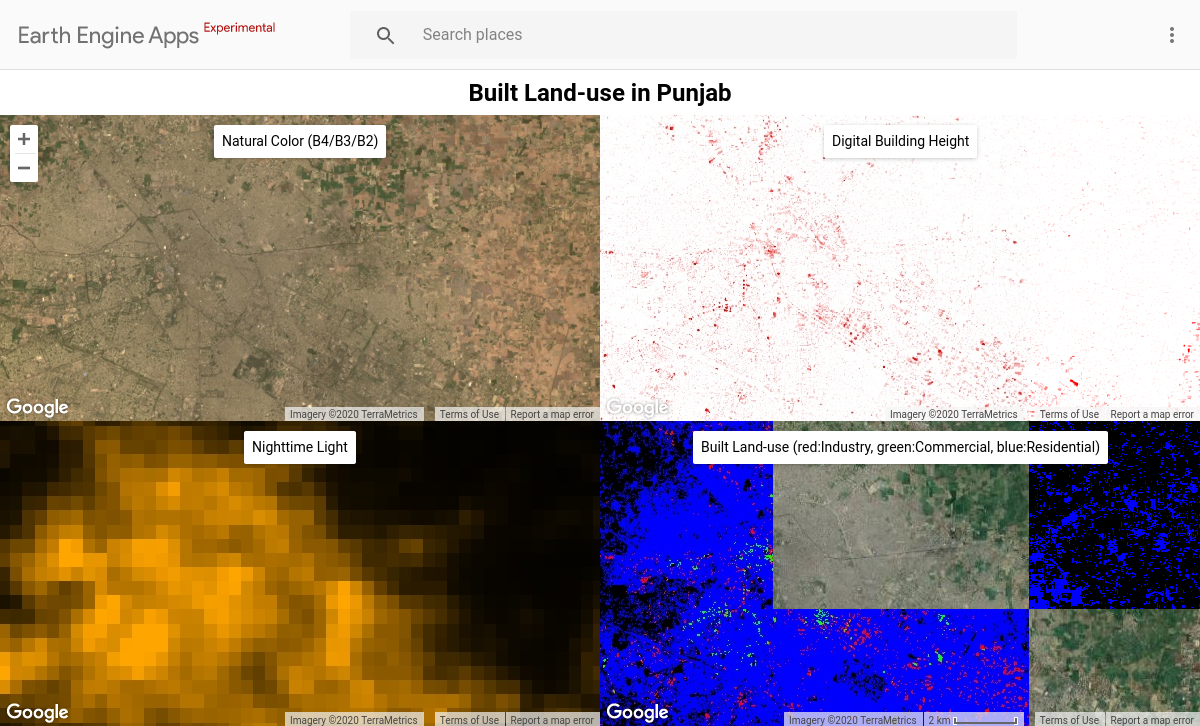 Earth Engine Apps Experimental
Search places
Built Land-use in Punjab
+
Natural Color (B4/B3/B2)
−
Google
Imagery ©2020 TerraMetrics
Terms of Use
Report a map error
Digital Building Height
Google
Imagery ©2020 TerraMetrics
Terms of Use
Report a map error
Nighttime Light
Google
Imagery ©2020 TerraMetrics
Terms of Use
Report a map error
Built Land-use (red:Industry, green:Commercial, blue:Residential)
Google
Imagery ©2020 TerraMetrics
2 km
Terms of Use
Report a map error